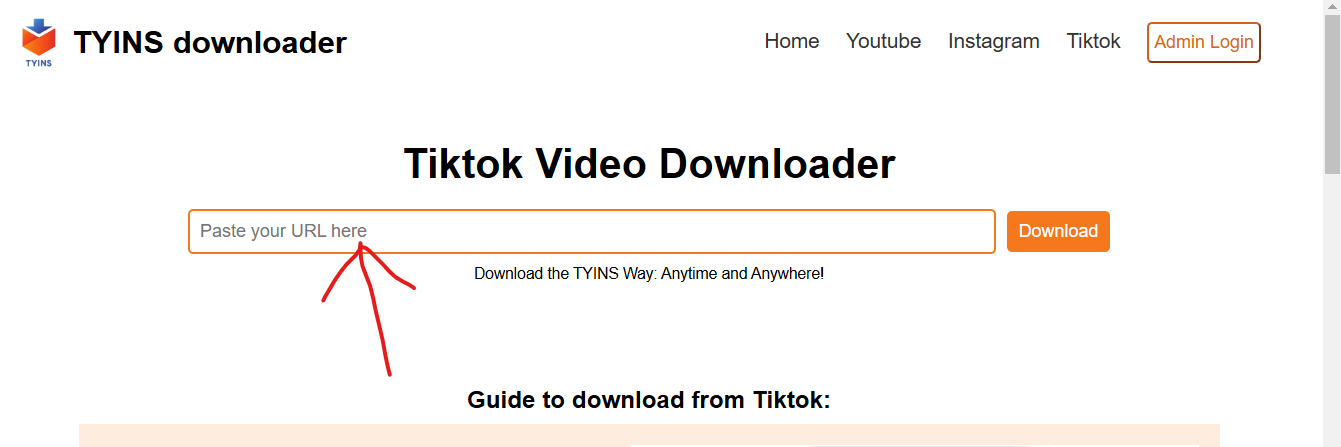 TYINS
TYINS downloader
Home Youtube Instagram Tiktok Admin Login
Tiktok Video Downloader
Paste your URL here Download
Download the TYINS Way: Anytime and Anywhere!
Guide to download from Tiktok: